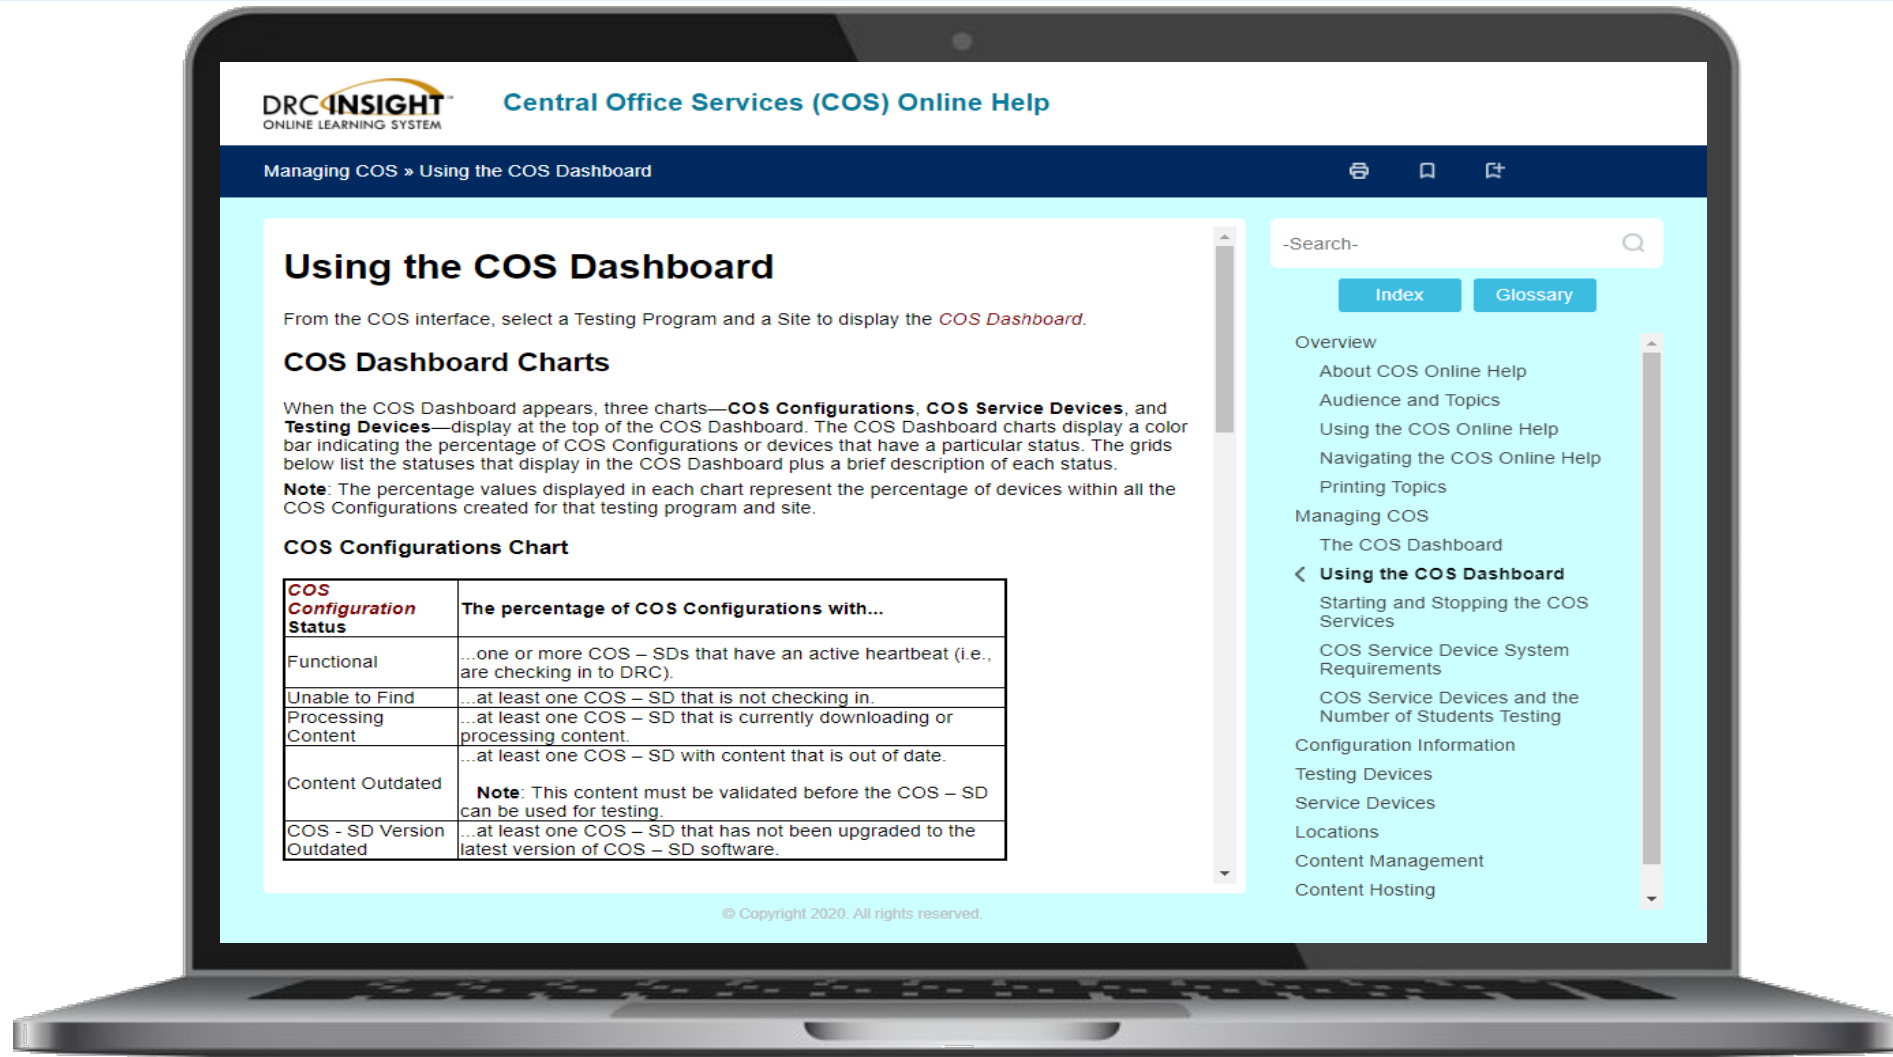 DRC INSIGHT™
ONLINE LEARNING SYSTEM
Central Office Services (COS) Online Help
Managing COS » Using the COS Dashboard
Using the COS Dashboard
From the COS interface, select a Testing Program and a Site to display the COS Dashboard.
COS Dashboard Charts
When the COS Dashboard appears, three charts—COS Configurations, COS Service Devices, and
Testing Devices—display at the top of the COS Dashboard. The COS Dashboard charts display a color
bar indicating the percentage of COS Configurations or devices that have a particular status. The grids
below list the statuses that display in the COS Dashboard plus a brief description of each status.
Note: The percentage values displayed in each chart represent the percentage of devices within all the
COS Configurations created for that testing program and site.
COS Configurations Chart
COS
Configuration
Status
The percentage of COS Configurations with...
Functional
...one or more COS – SDs that have an active heartbeat (i.e.,
are checking in to DRC).
Unable to Find
...at least one COS – SD that is not checking in.
Processing
Content
...at least one COS – SD that is currently downloading or
processing content.
Content Outdated
...at least one COS – SD with content that is out of date.
Note: This content must be validated before the COS – SD
can be used for testing.
COS - SD Version
Outdated
...at least one COS – SD that has not been upgraded to the
latest version of COS – SD software.
-Search-
Index
Glossary
Overview
About COS Online Help
Audience and Topics
Using the COS Online Help
Navigating the COS Online Help
Printing Topics
Managing COS
The COS Dashboard
Using the COS Dashboard
Starting and Stopping the COS
Services
COS Service Device System
Requirements
COS Service Devices and the
Number of Students Testing
Configuration Information
Testing Devices
Service Devices
Locations
Content Management
Content Hosting
© Copyright 2020. All rights reserved.